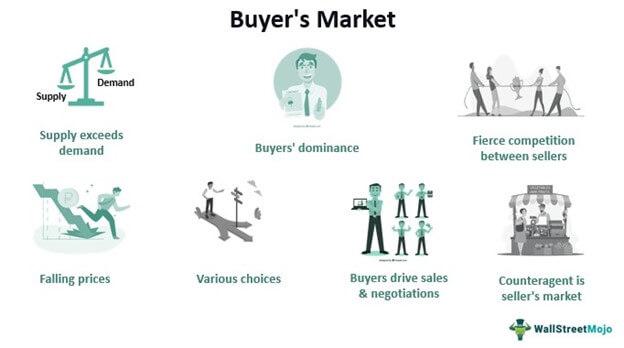 Buyer's Market
Supply
Demand
Supply exceeds
demand
Buyers' dominance
Fierce competition
between sellers
Falling prices
Various choices
Buyers drive sales
& negotiations
Counteragent is
seller's market
WallStreetMojo